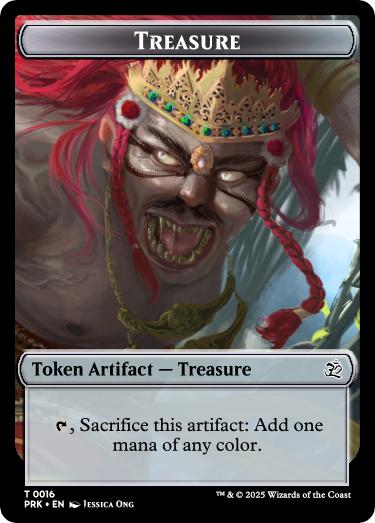 Treasure
Token Artifact — Treasure
, Sacrifice this artifact: Add one
mana of any color.
T 0016
PRK • EN Jessica Ong
™ & © 2025 Wizards of the Coast